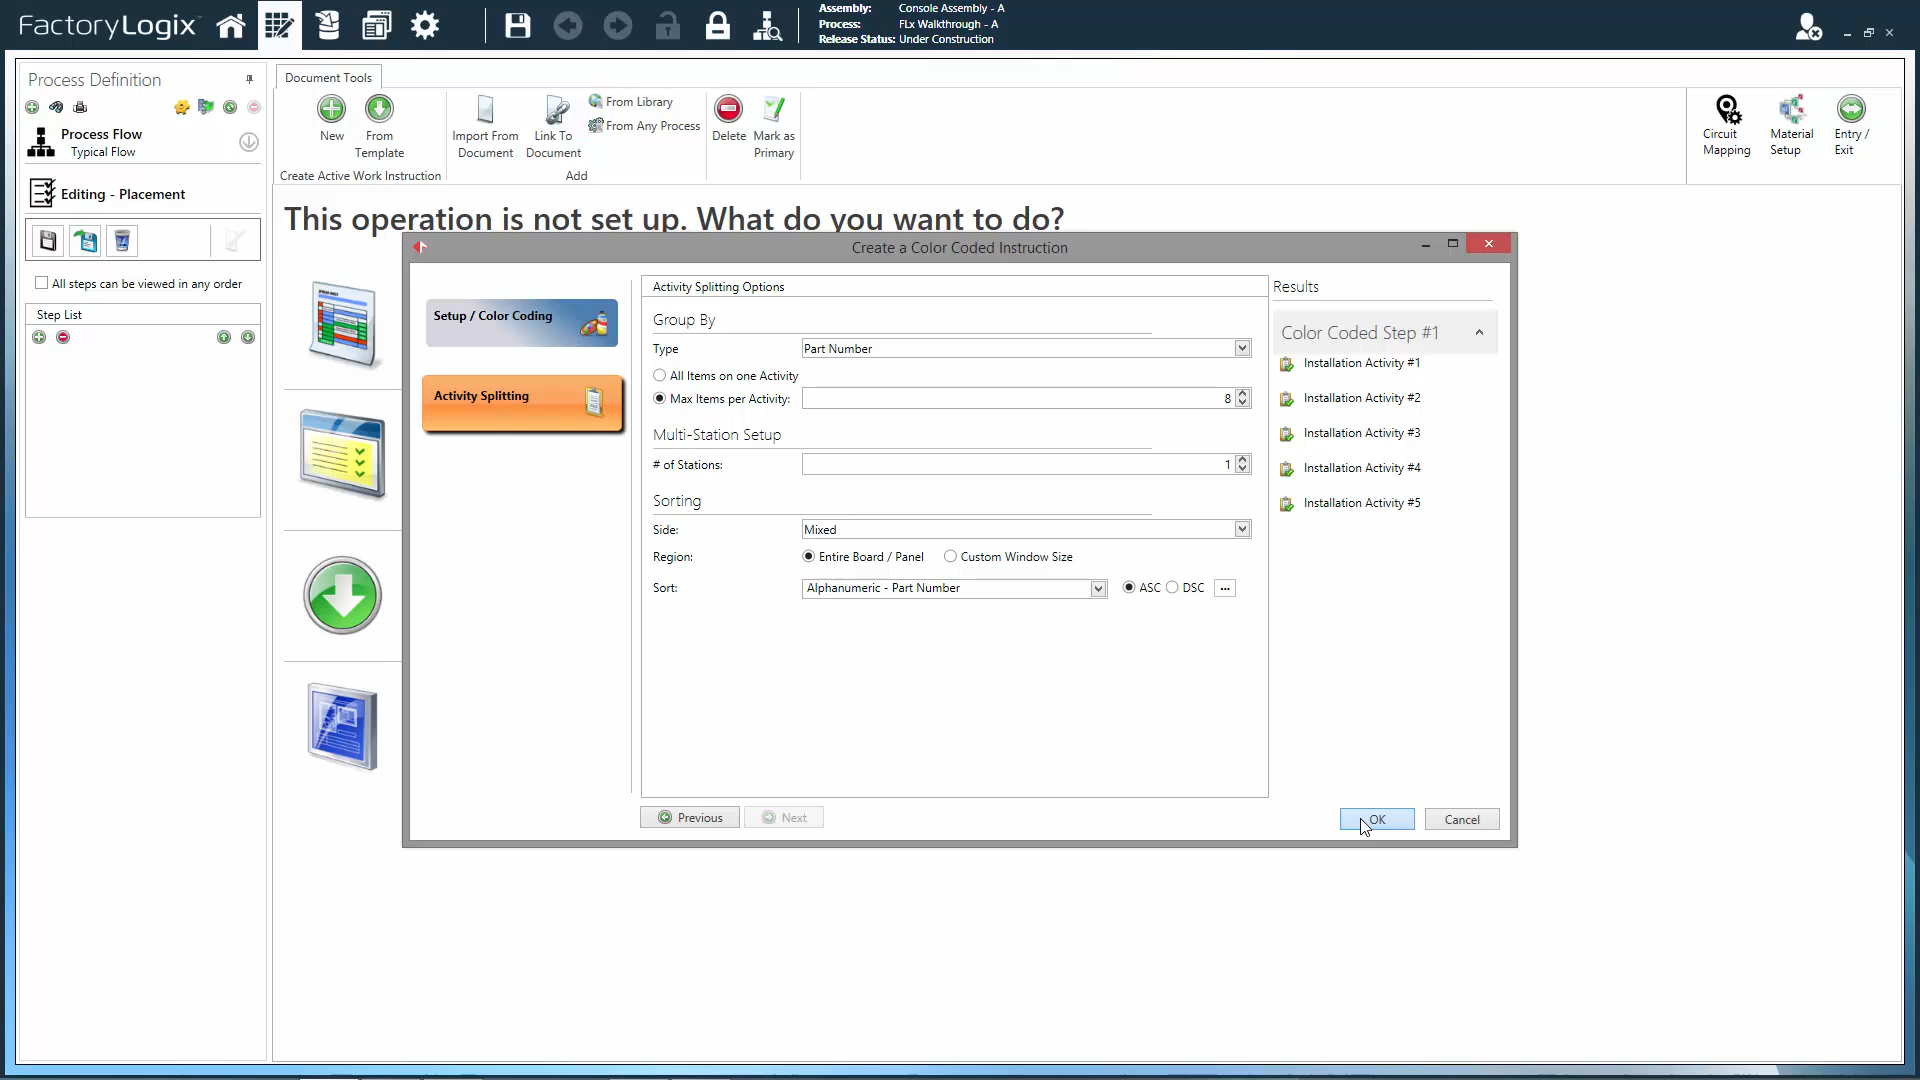 FactoryLogix
Assembly: Console Assembly - A
Process: FLx Walkthrough - A
Release Status: Under Construction
Process Definition
Process Flow
Typical Flow
Editing - Placement
All steps can be viewed in any order
Step List
Document Tools
New
From Template
Create Active Work Instruction
Import From Document
Link To Document
From Library
From Any Process
Add
Delete
Mark as Primary
Circuit Mapping
Material Setup
Entry / Exit
This operation is not set up. What do you want to do?
Create a Color Coded Instruction
Setup / Color Coding
Activity Splitting
Activity Splitting Options
Group By
Type Part Number
All Items on one Activity
Max Items per Activity: 8
Multi-Station Setup
# of Stations: 1
Sorting
Side: Mixed
Region: Entire Board / Panel Custom Window Size
Sort: Alphanumeric - Part Number ASC DSC ...
Results
Color Coded Step #1
Installation Activity #1
Installation Activity #2
Installation Activity #3
Installation Activity #4
Installation Activity #5
Previous Next
OK Cancel